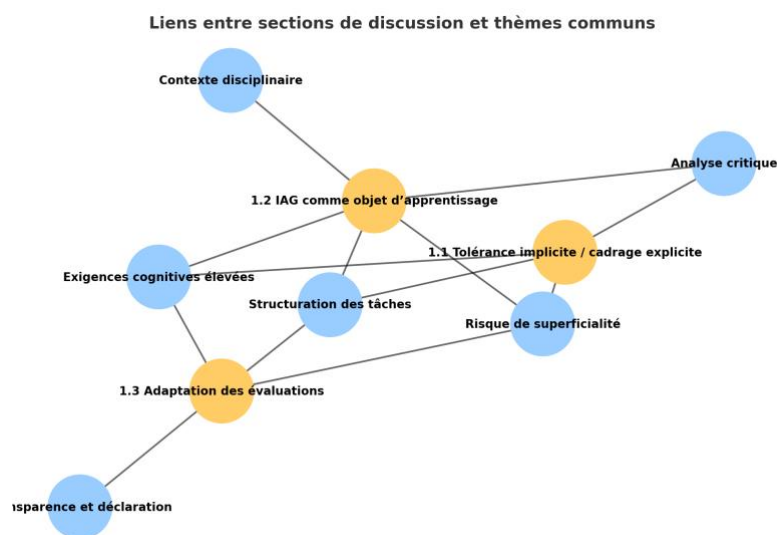 Liens entre sections de discussion et thèmes communs
Contexte disciplinaire
Analyse critique
1.2 IAG comme objet d’apprentissage
1.1 Tolérance implicite / cadrage explicite
Exigences cognitives élevées
Structuration des tâches
Risque de superficialité
1.3 Adaptation des évaluations
nsparence et déclaration